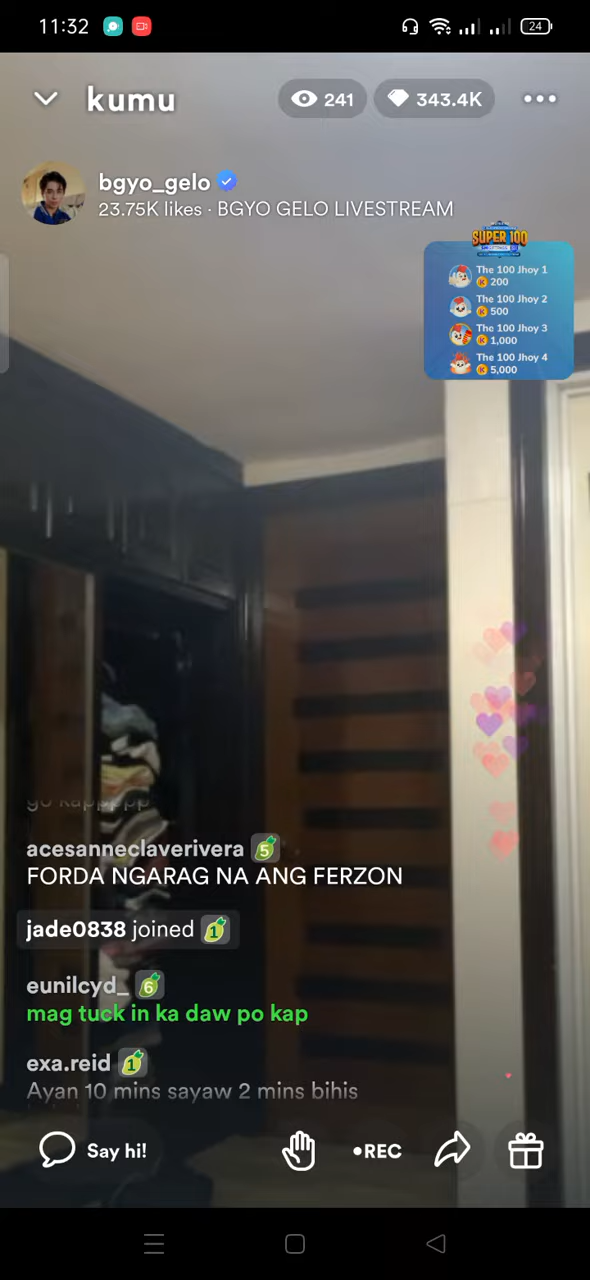 11:32
24
kumu
241
343.4K
bgyo_gelo
23.75K likes · BGYO GELO LIVESTREAM
SUPER 100
The 100 Jhoy 1
200
The 100 Jhoy 2
500
The 100 Jhoy 3
1,000
The 100 Jhoy 4
5,000
acesanneclaverivera 5
FORDA NGARAG NA ANG FERZON
jade0838 joined 1
eunilcyd_ 6
mag tuck in ka daw po kap
exa.reid 1
Ayan 10 mins sayaw 2 mins bihis
Say hi!
•REC